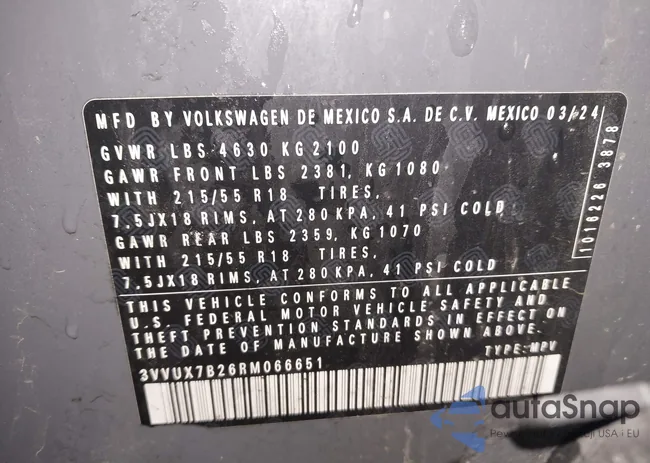 MFD BY VOLKSWAGEN DE MEXICO S.A. DE C.V. MEXICO 03/24
GVWR LBS 4630 KG 2100
GAWR FRONT LBS 2381, KG 1080
WITH 215/55 R18 TIRES,
7,5JX18 RIMS, AT 280 KPA, 41 PSI COLD
GAWR REAR LBS 2359, KG 1070
WITH 215/55 R18 TIRES,
7,5JX18 RIMS, AT 280 KPA, 41 PSI COLD
1016226 3878
THIS VEHICLE CONFORMS TO ALL APPLICABLE
U.S. FEDERAL MOTOR VEHICLE SAFETY AND
THEFT PREVENTION STANDARDS IN EFFECT ON
THE DATE OF MANUFACTURE SHOWN ABOVE.
3VVUX7B26RM066651 TYPE: MPV
autoSnap
USA i EU